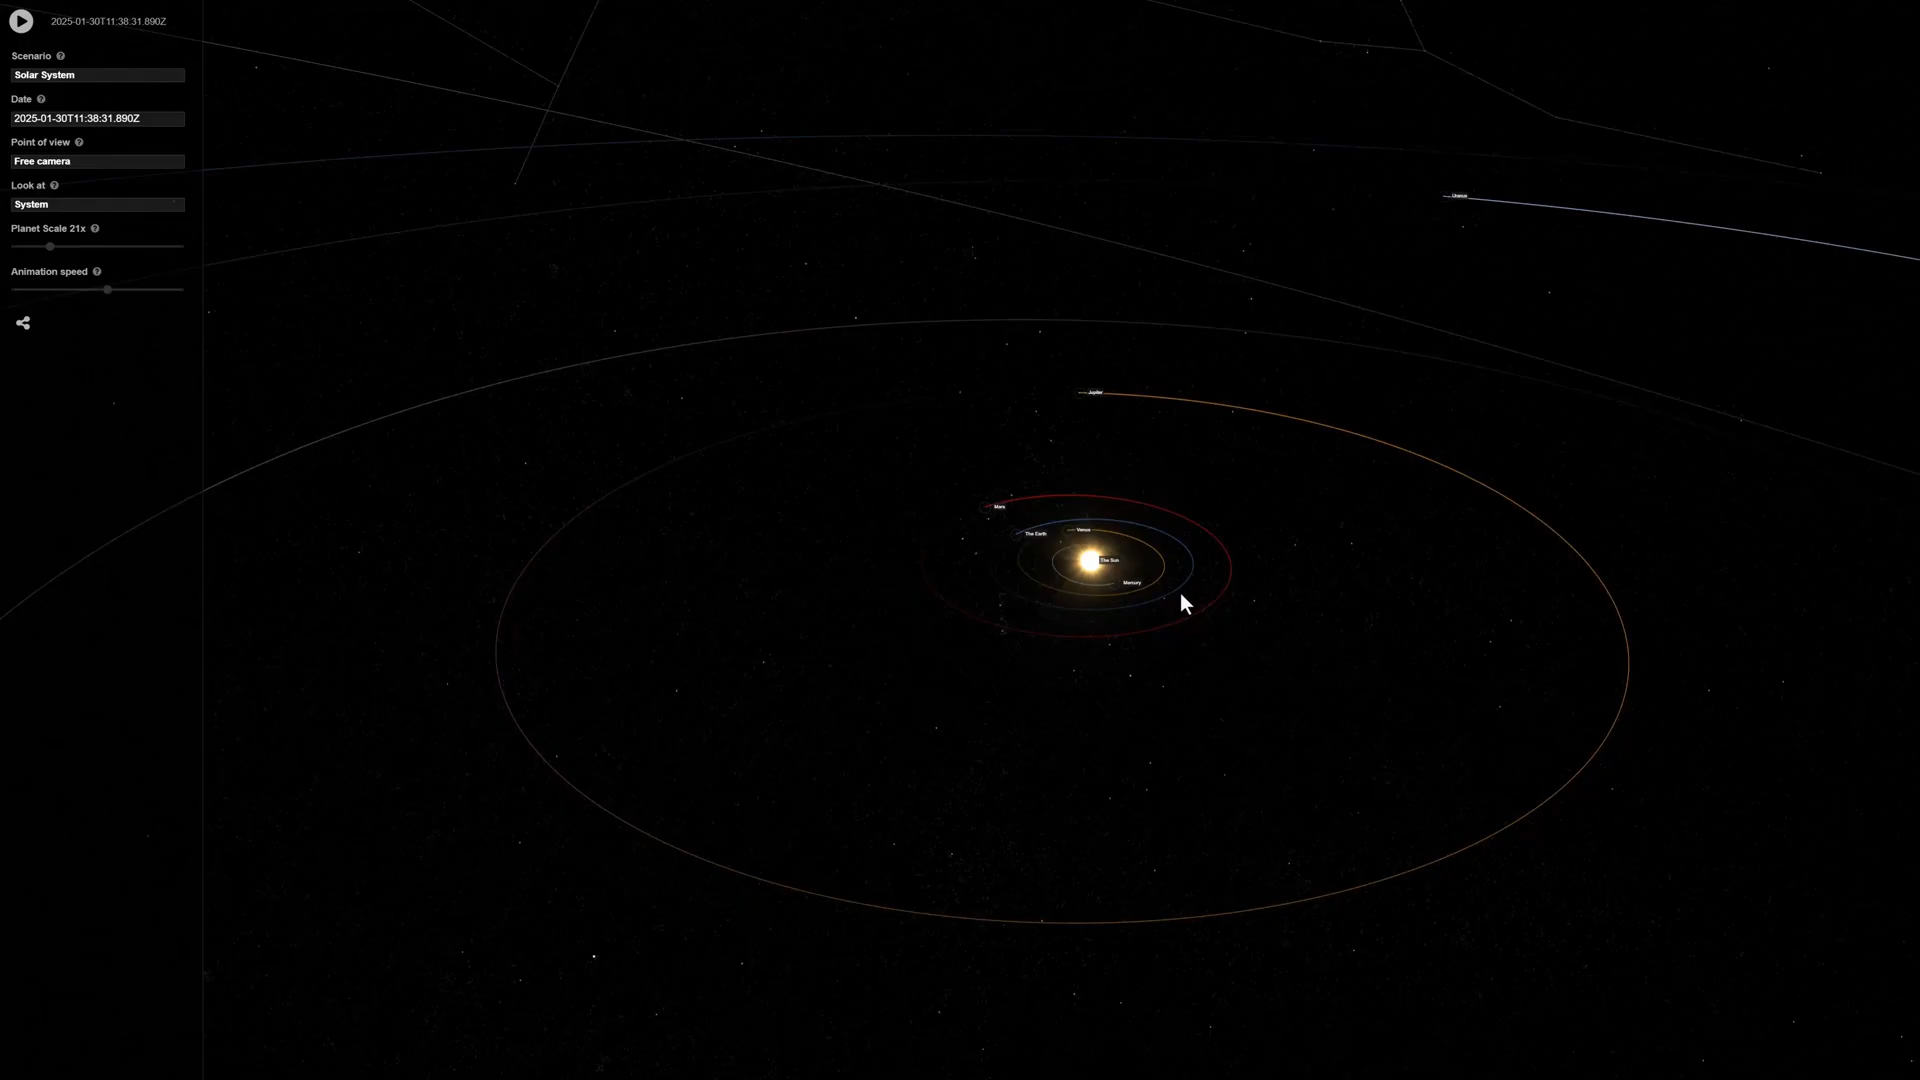 2025-01-30T11:38:31.890Z
Scenario
Solar System
Date
2025-01-30T11:38:31.890Z
Point of view
Free camera
Look at
System
Planet Scale 21x
Animation speed
Uranus
Jupiter
Mars
The Earth
Venus
The Sun
Mercury